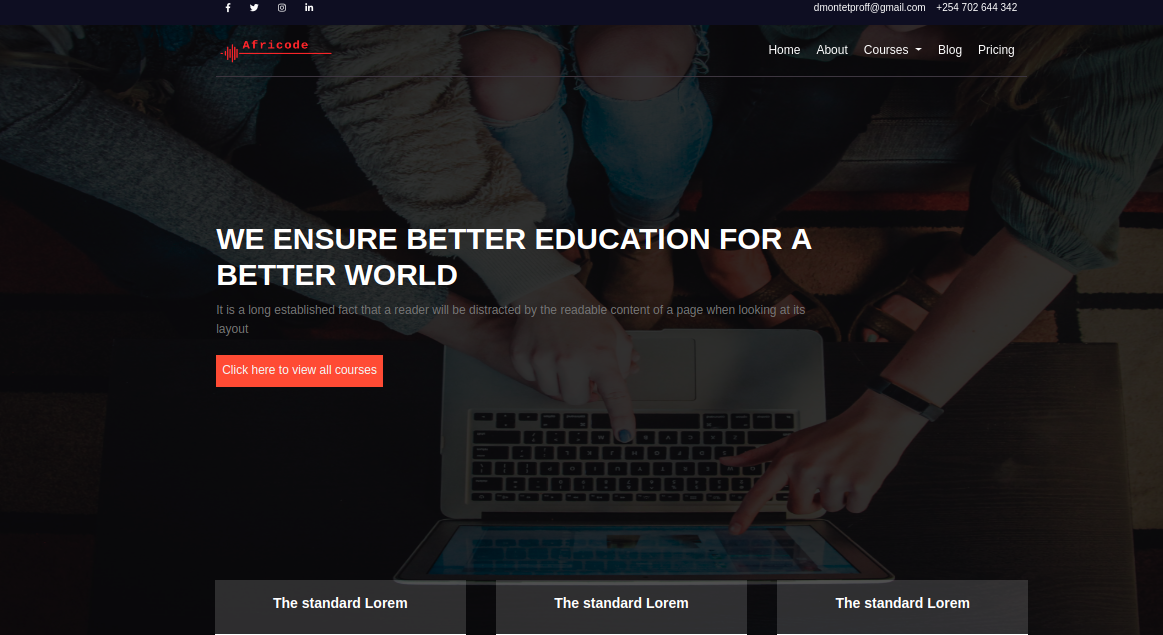 dmontetproff@gmail.com +254 702 644 342
Africode
Home About Courses Blog Pricing
WE ENSURE BETTER EDUCATION FOR A
BETTER WORLD
It is a long established fact that a reader will be distracted by the readable content of a page when looking at its
layout
Click here to view all courses
The standard Lorem
The standard Lorem
The standard Lorem